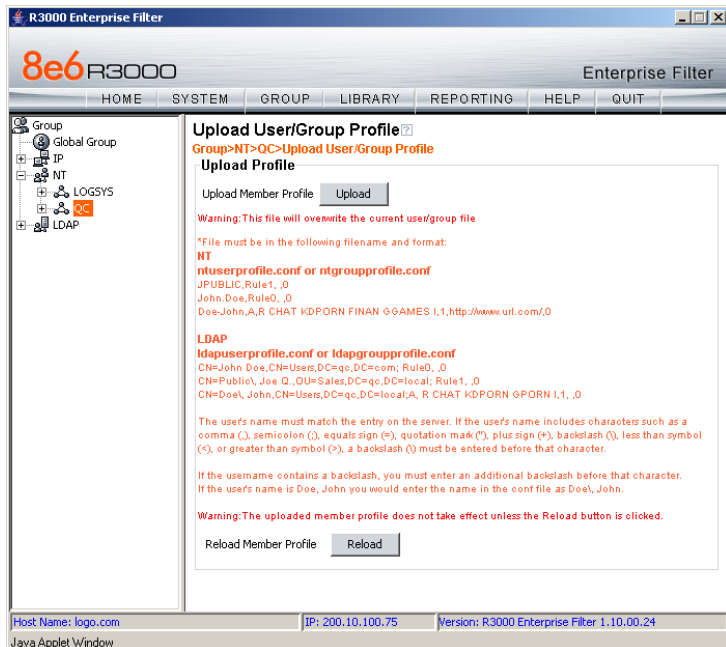 R3000 Enterprise Filter
8e6 R3000
Enterprise Filter
HOME SYSTEM GROUP LIBRARY REPORTING HELP QUIT
Group
Global Group
IP
NT
LOGSYS
QC
LDAP
Upload User/Group Profile
Group>NT>QC>Upload User/Group Profile
Upload Profile
Upload Member Profile Upload
Warning:This file will overwrite the current user/group file
*File must be in the following filename and format:
NT
ntuserprofile.conf or ntgroupprofile.conf
JPUBLIC,Rule1, ,0
John.Doe,Rule0, ,0
Doe-John,A,R CHAT KDPORN FINAN GGAMES I,1,http://www.url.com/,0
LDAP
ldapuserprofile.conf or ldapgroupprofile.conf
CN=John Doe,CN=Users,DC=qc,DC=com; Rule0, ,0
CN=Public\, Joe Q.,OU=Sales,DC=qc,DC=local; Rule1, ,0
CN=Doe\, John,CN=Users,DC=qc,DC=local;A, R CHAT KDPORN GPORN I,1, ,0
The user's name must match the entry on the server. If the user's name includes characters such as a
comma (,), semicolon (;), equals sign (=), quotation mark ("), plus sign (+), backslash (\), less than symbol
(<), or greater than symbol (>), a backslash (\) must be entered before that character.
If the username contains a backslash, you must enter an additional backslash before that character.
If the user's name is Doe, John you would enter the name in the conf file as Doe\, John.
Warning:The uploaded member profile does not take effect unless the Reload button is clicked.
Reload Member Profile Reload
Host Name: logo.com IP: 200.10.100.75 Version: R3000 Enterprise Filter 1.10.00.24
Java Applet Window